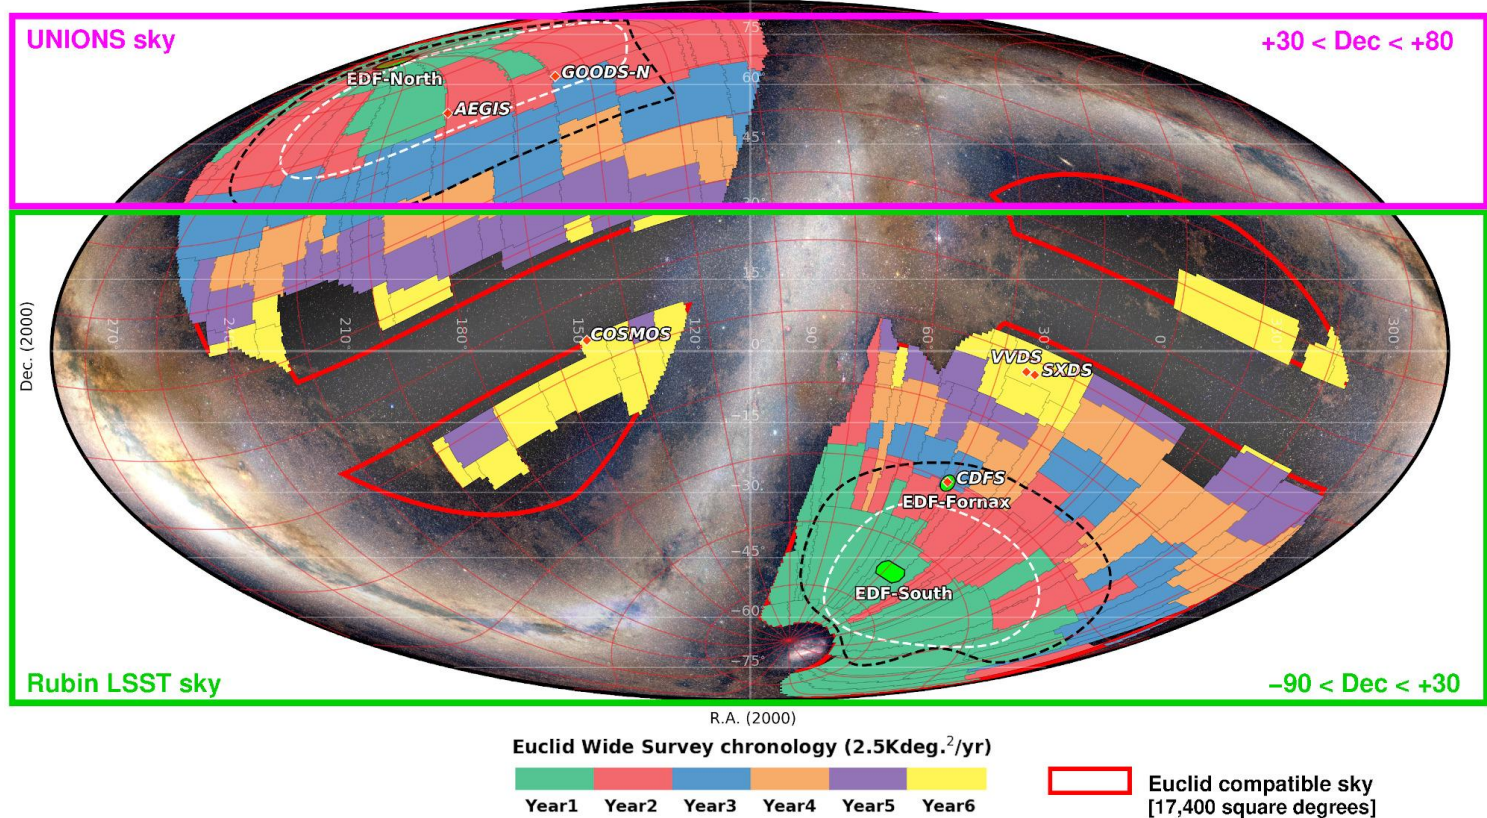 UNIONS sky
+30 < Dec < +80
75°
EDF-North
GOODS-N
60°
AEGIS
45°
30°
15°
270
210
180
150
120
90
60
30
0
300
0°
COSMOS
VVDS
SXDS
−15°
−30°
CDFS
EDF-Fornax
−45°
EDF-South
−60°
−75°
Dec. (2000)
Rubin LSST sky
−90 < Dec < +30
R.A. (2000)
Euclid Wide Survey chronology (2.5Kdeg.²/yr)
Year1 Year2 Year3 Year4 Year5 Year6
Euclid compatible sky
[17,400 square degrees]